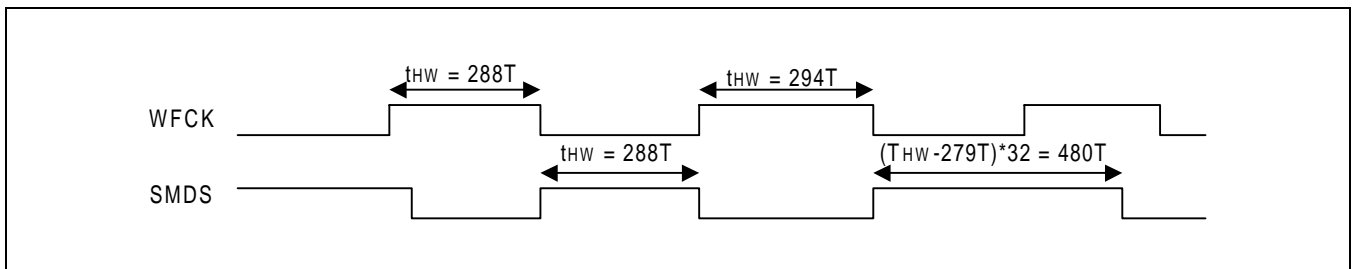 tHW = 288T
tHW = 294T
WFCK
tHW = 288T
(THW-279T)*32 = 480T
SMDS